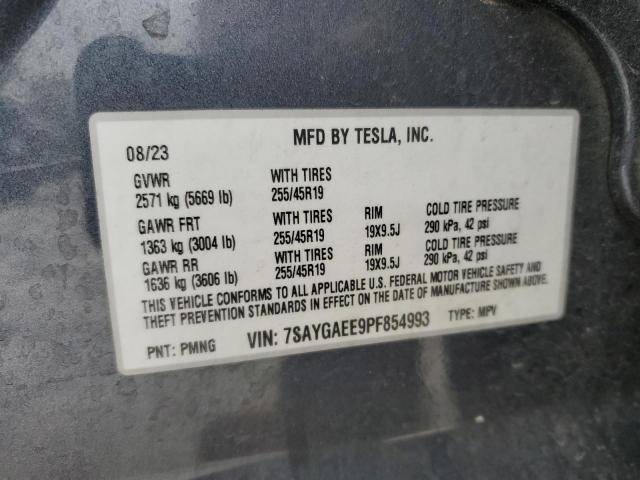 MFD BY TESLA, INC.
08/23
GVWR WITH TIRES
2571 kg (5669 lb) 255/45R19
GAWR FRT WITH TIRES RIM COLD TIRE PRESSURE
1363 kg (3004 lb) 255/45R19 19X9.5J 290 kPa, 42 psi
GAWR RR WITH TIRES RIM COLD TIRE PRESSURE
1636 kg (3606 lb) 255/45R19 19X9.5J 290 kPa, 42 psi
THIS VEHICLE CONFORMS TO ALL APPLICABLE U.S. FEDERAL MOTOR VEHICLE SAFETY AND
THEFT PREVENTION STANDARDS IN EFFECT ON THE DATE OF MANUFACTURE SHOWN ABOVE.
PNT: PMNG VIN: 7SAYGAEE9PF854993 TYPE: MPV